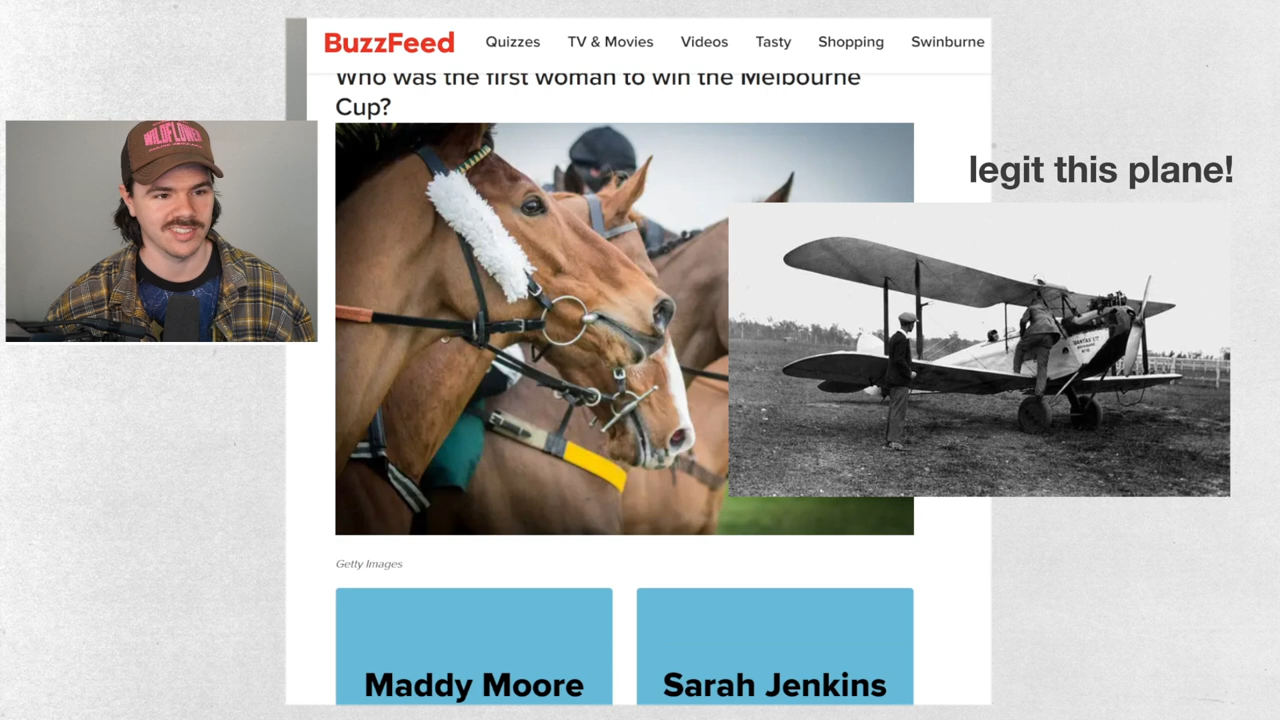 BuzzFeed
Quizzes
TV & Movies
Videos
Tasty
Shopping
Swinburne
Who was the first woman to win the Melbourne
Cup?
WILDFLOWER
legit this plane!
Getty Images
Maddy Moore
Sarah Jenkins